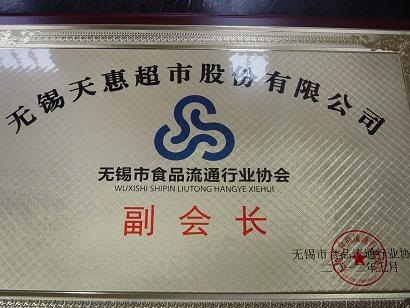 无锡天惠超市股份有限公司
无锡市食品流通行业协会
WUXISHI SHIPIN LIUTONG HANGYE XIEHUI
副会长
无锡市食品流通行业协